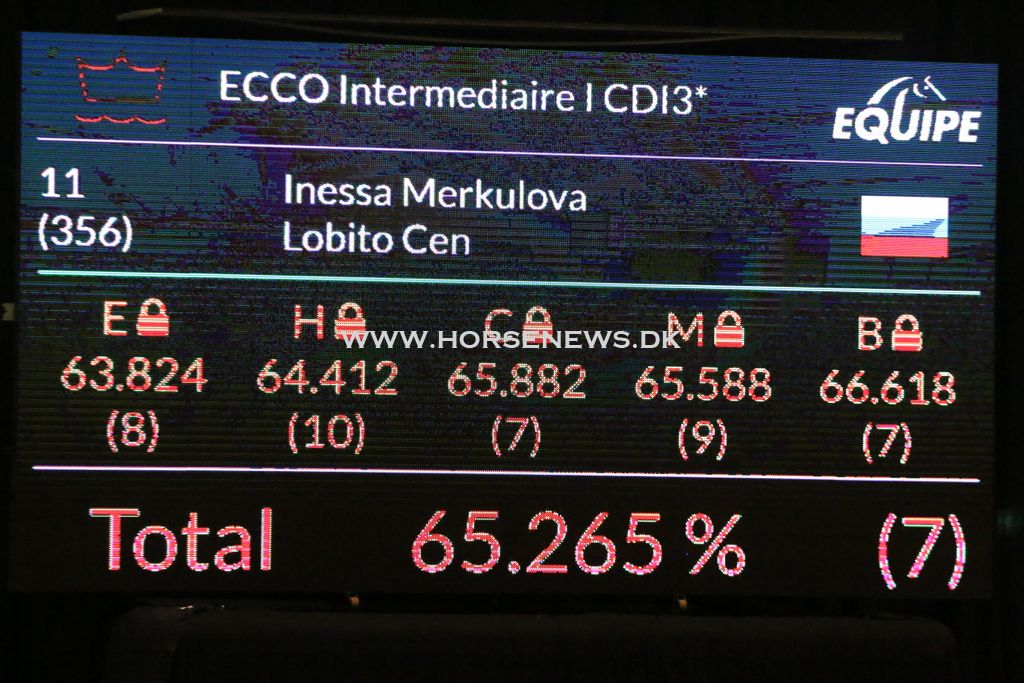 ECCO Intermediaire I CDI3*
EQUIPE
11 Inessa Merkulova
(356) Lobito Cen
E H C M B
WWW.HORSENEWS.DK
63.824 64.412 65.882 65.588 66.618
(8) (10) (7) (9) (7)
Total 65.265 % (7)